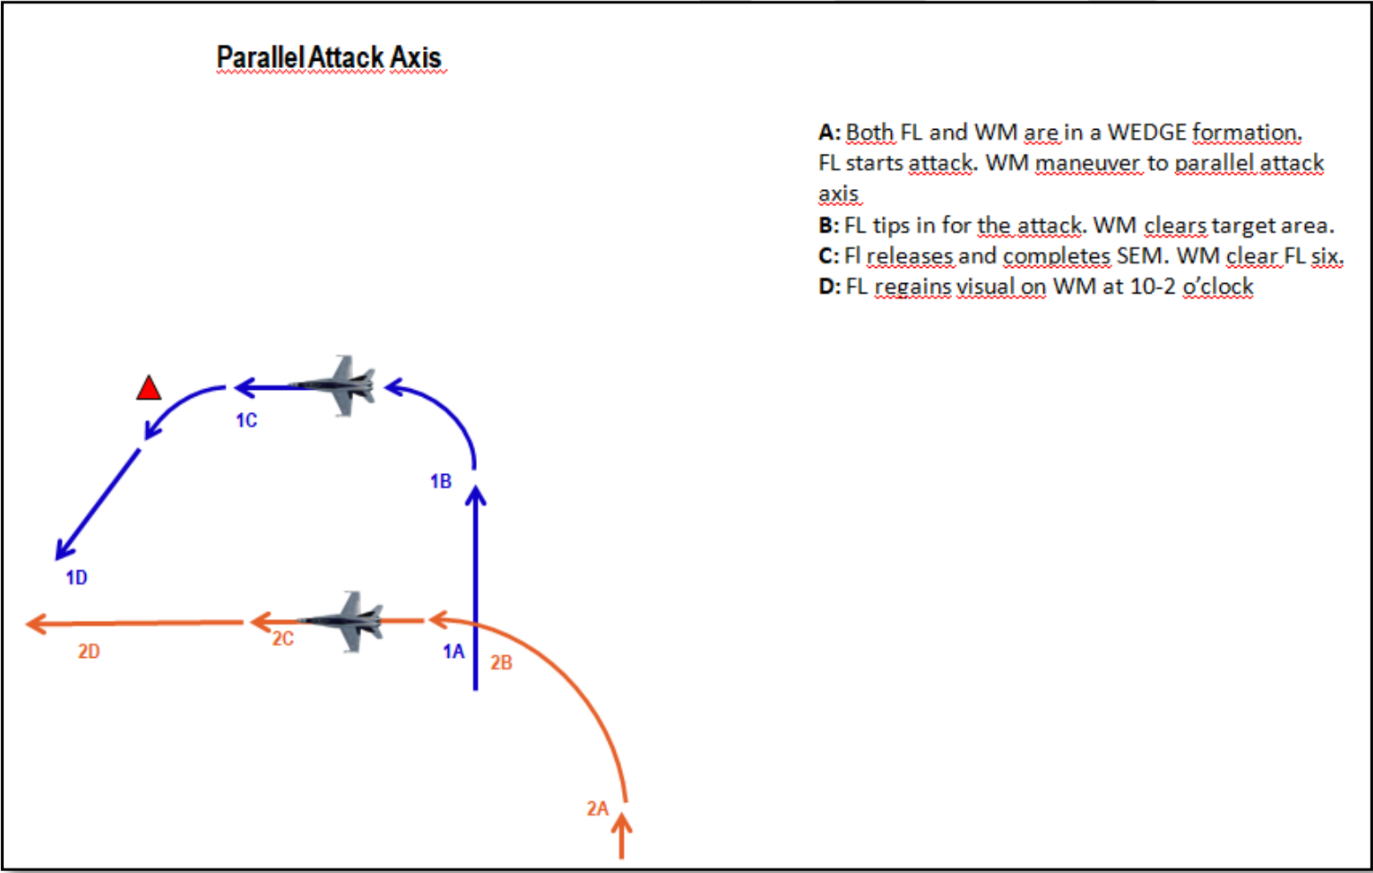 Parallel Attack Axis
A: Both FL and WM are in a WEDGE formation.
FL starts attack. WM maneuver to parallel attack
axis
B: FL tips in for the attack. WM clears target area.
C: Fl releases and completes SEM. WM clear FL six.
D: FL regains visual on WM at 10-2 o’clock
1C
1B
1D
2C
1A
2B
2D
2A